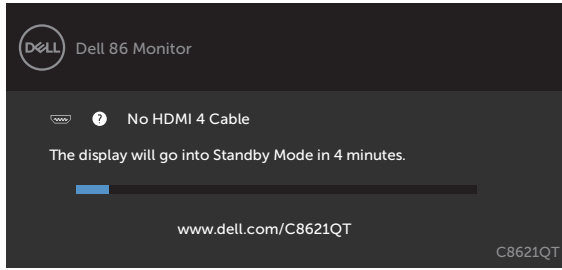 DELL Dell 86 Monitor
? No HDMI 4 Cable
The display will go into Standby Mode in 4 minutes.
www.dell.com/C8621QT
C8621QT